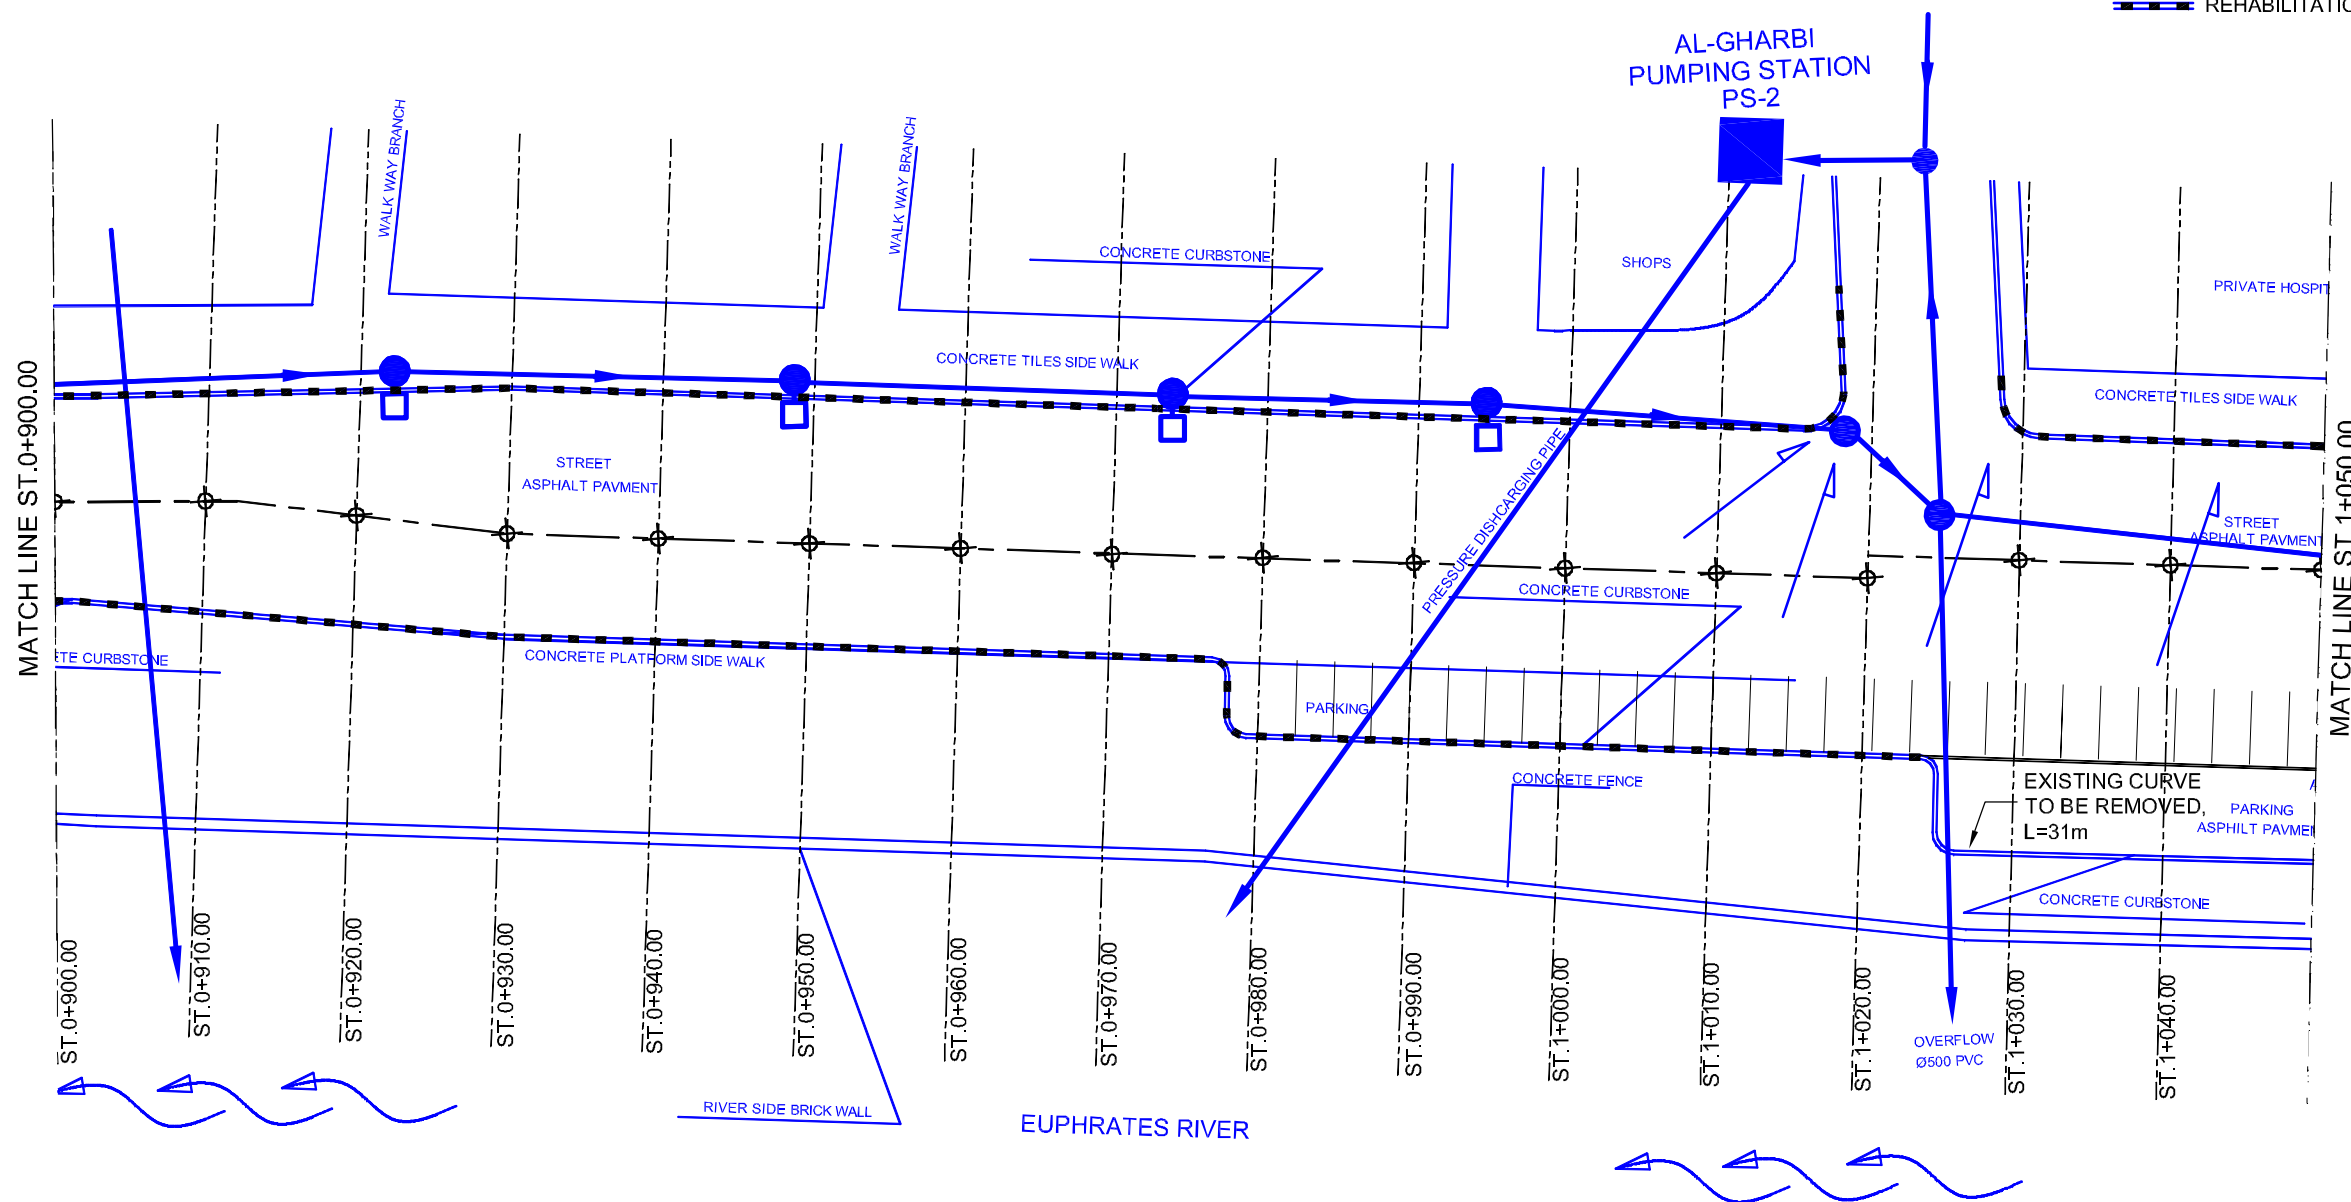 REHABILITATIO
AL-GHARBI
PUMPING STATION
PS-2
WALK WAY BRANCH
WALK WAY BRANCH
CONCRETE CURBSTONE
SHOPS
PRIVATE HOSPIT
CONCRETE TILES SIDE WALK
CONCRETE TILES SIDE WALK
MATCH LINE ST.0+900.00
MATCH LINE ST.1+050.00
STREET
ASPHALT PAVMENT
PRESSURE DISHCARGING PIPE
STREET
ASPHALT PAVMENT
CONCRETE CURBSTONE
TE CURBSTONE
CONCRETE PLATFORM SIDE WALK
PARKING
CONCRETE FENCE
EXISTING CURVE
TO BE REMOVED,
L=31m
PARKING
ASPHILT PAVMEN
CONCRETE CURBSTONE
ST.0+900.00
ST.0+910.00
ST.0+920.00
ST.0+930.00
ST.0+940.00
ST.0+950.00
ST.0+960.00
ST.0+970.00
ST.0+980.00
ST.0+990.00
ST.1+000.00
ST.1+010.00
ST.1+020.00
ST.1+030.00
ST.1+040.00
OVERFLOW
Ø500 PVC
RIVER SIDE BRICK WALL
EUPHRATES RIVER